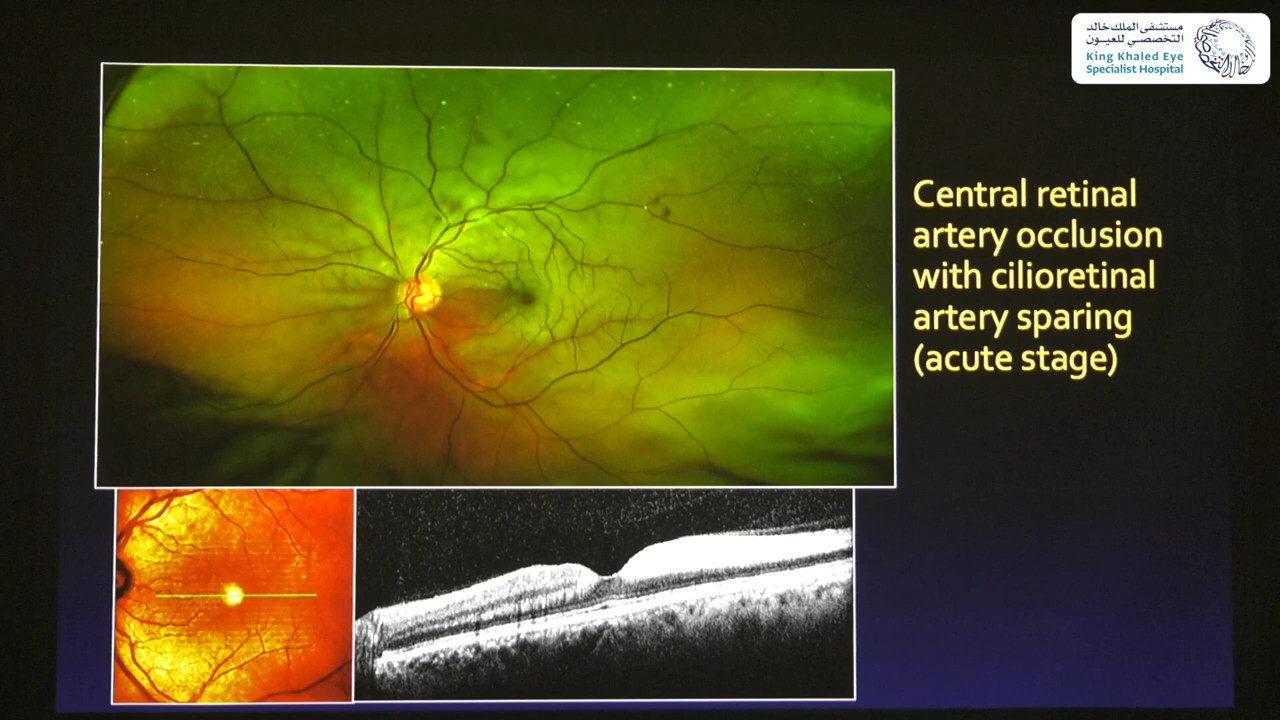 مستشفى الملك خالد
التخصصي للعيون
King Khaled Eye
Specialist Hospital
Central retinal
artery occlusion
with cilioretinal
artery sparing
(acute stage)